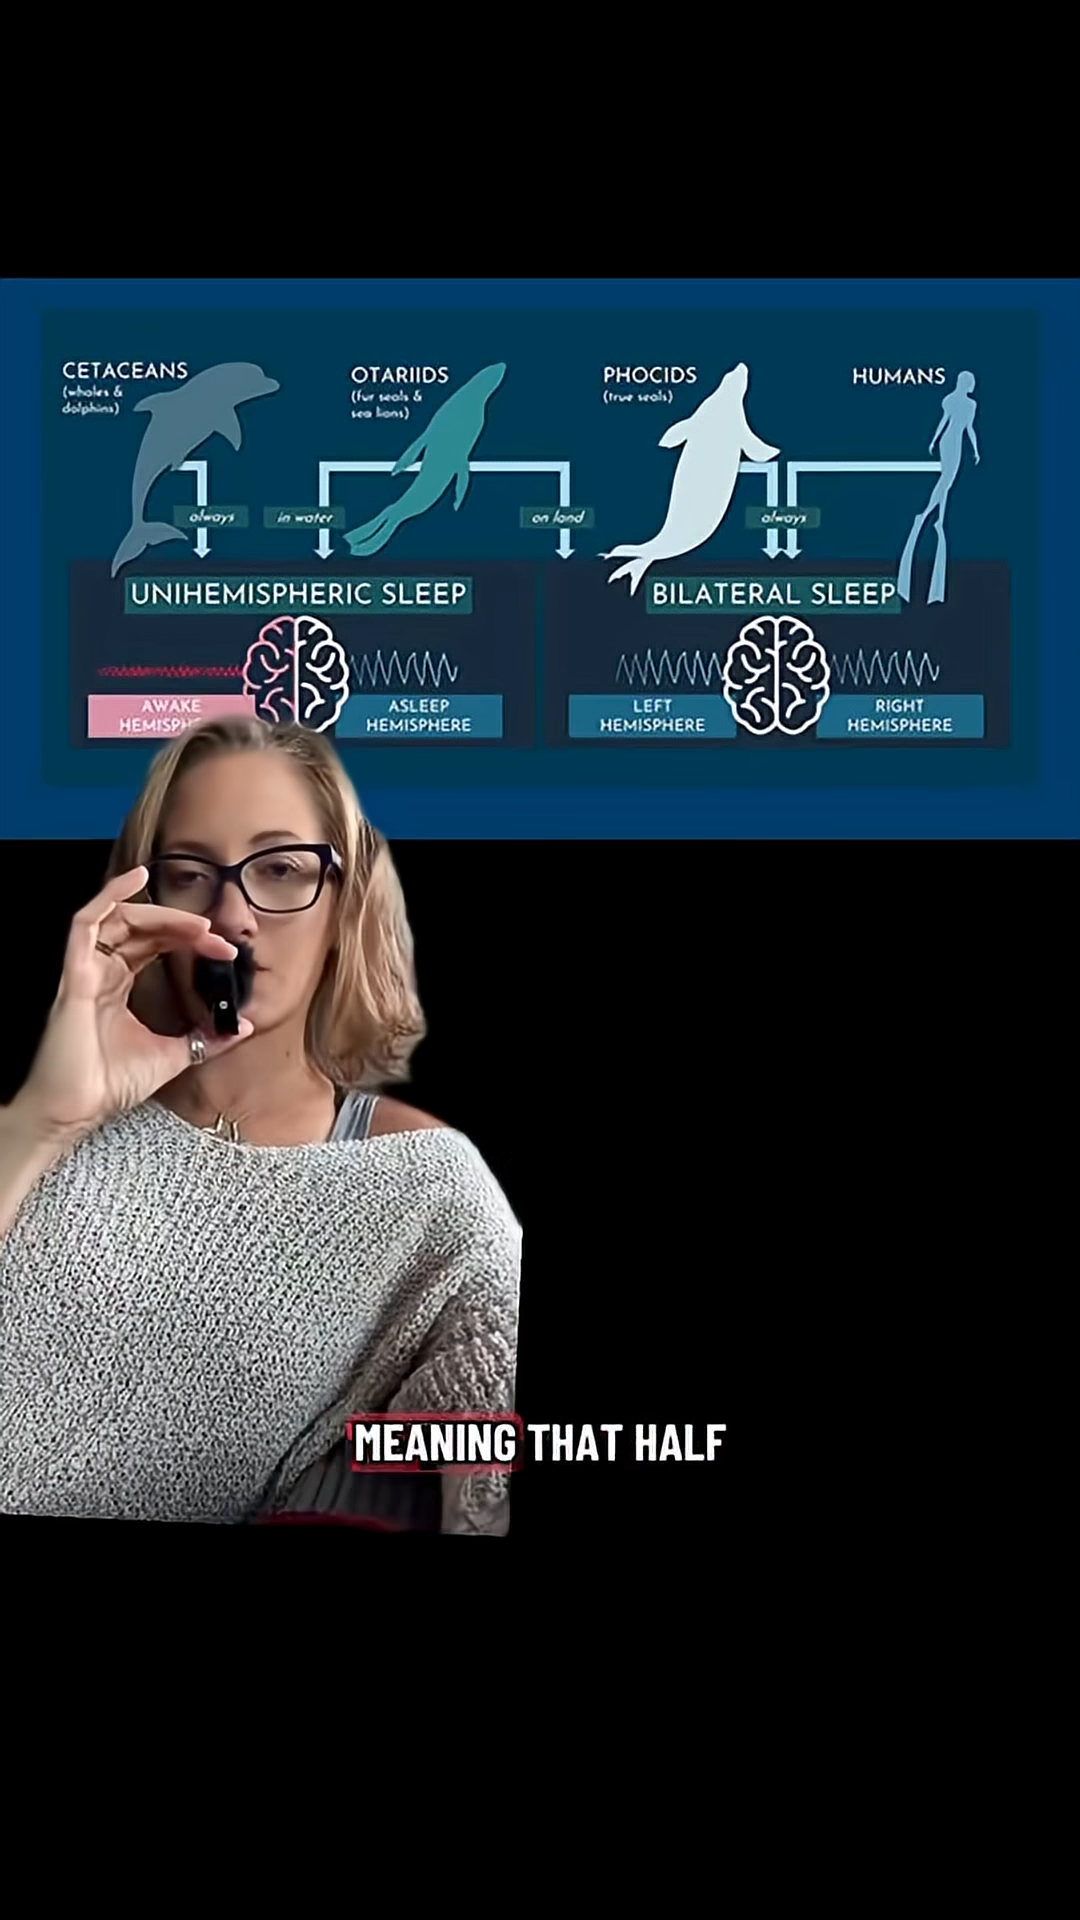 CETACEANS
(whales &
dolphins)
OTARIIDS
(fur seals &
sea lions)
PHOCIDS
(true seals)
HUMANS
always
in water
on land
always
UNIHEMISPHERIC SLEEP
BILATERAL SLEEP
AWAKE
ASLEEP
HEMISPHERE
LEFT
HEMISPHERE
RIGHT
HEMISPHERE
MEANING THAT HALF